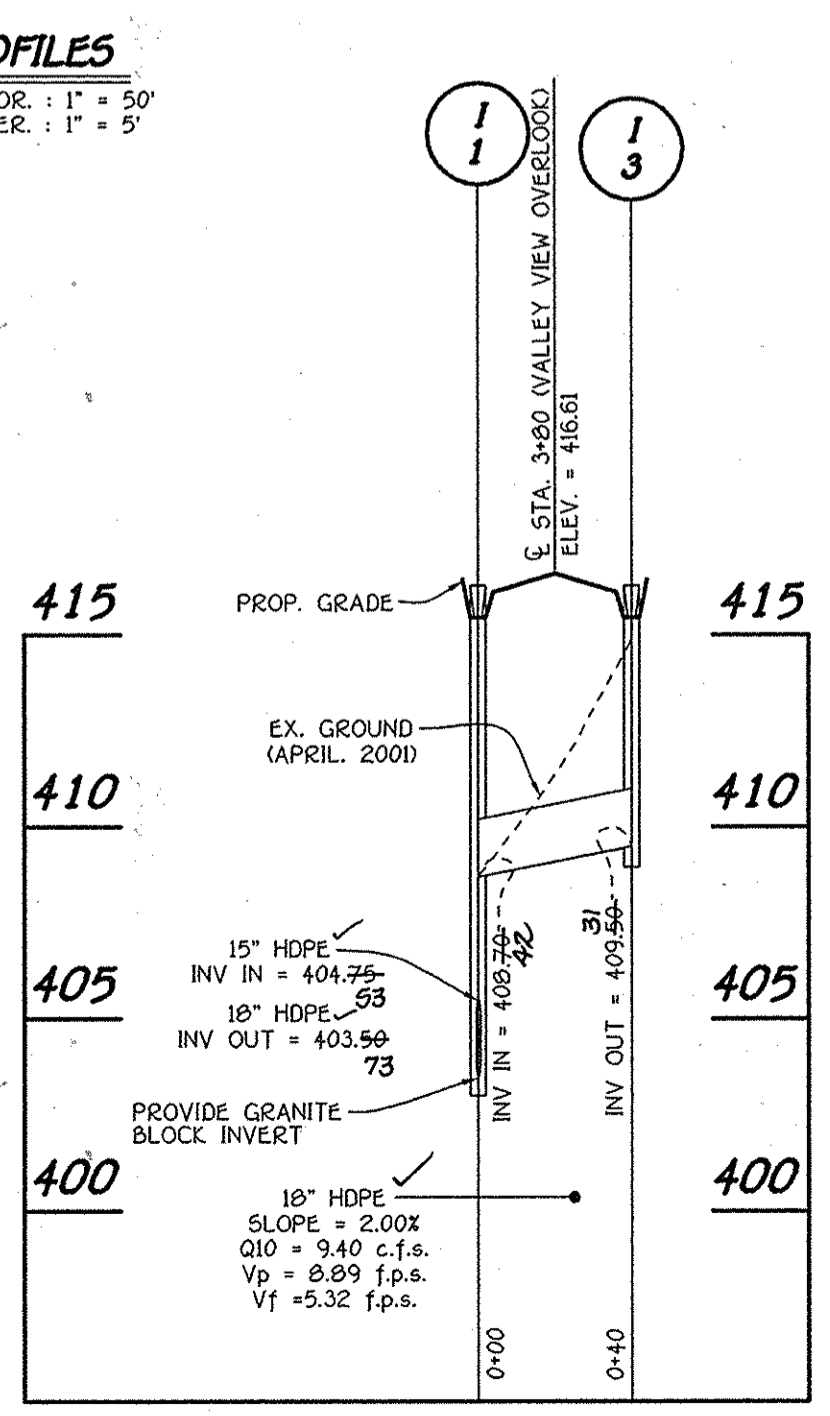 OFILES
OR. : 1" = 50'
ER. : 1" = 5'
I
1
I
3
℄ STA. 3+80 (VALLEY VIEW OVERLOOK)
ELEV. = 416.61
415
415
PROP. GRADE
EX. GROUND
(APRIL. 2001)
410
410
15" HDPE
INV IN = 404.75
53
18" HDPE
INV OUT = 403.50
73
405
405
INV IN = 408.70
42
INV OUT = 409.50
31
PROVIDE GRANITE
BLOCK INVERT
400
400
18" HDPE
SLOPE = 2.00%
Q10 = 9.40 c.f.s.
Vp = 8.89 f.p.s.
Vf =5.32 f.p.s.
0+00
0+40